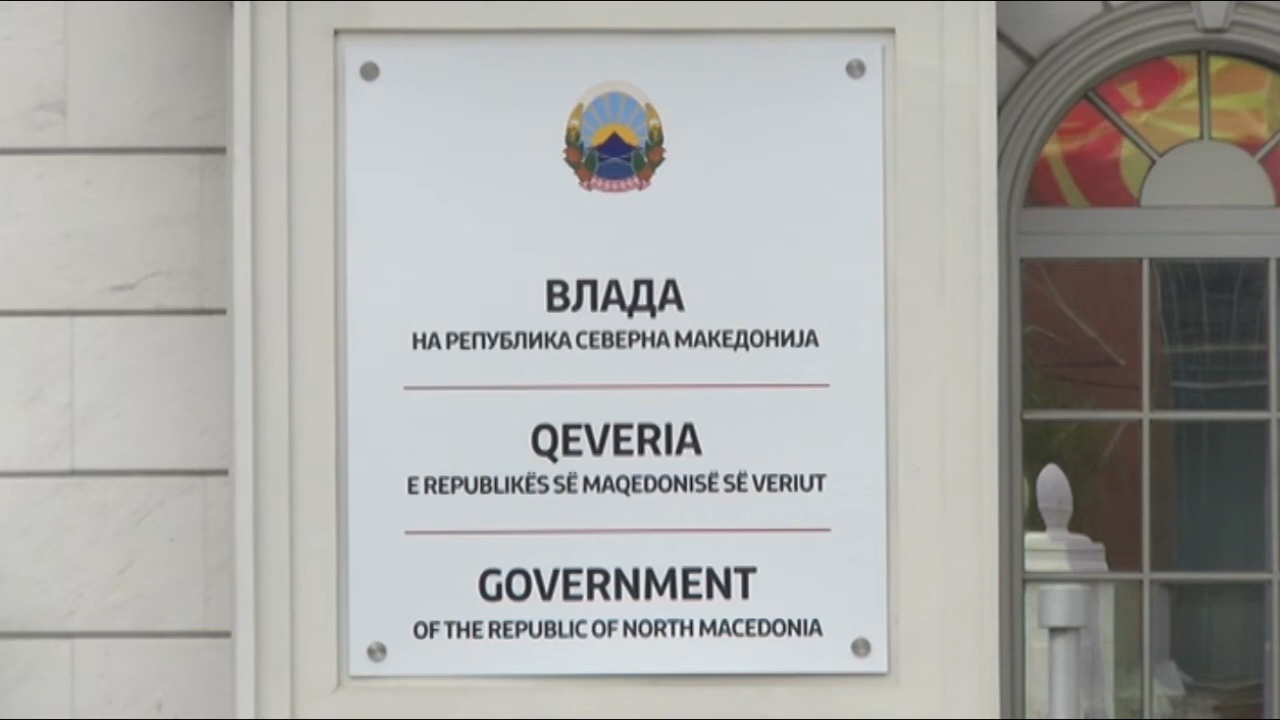 ВЛАДА
НА РЕПУБЛИКА СЕВЕРНА МАКЕДОНИЈА
QEVERIA
E REPUBLIKËS SË MAQEDONISË SË VERIUT
GOVERNMENT
OF THE REPUBLIC OF NORTH MACEDONIA